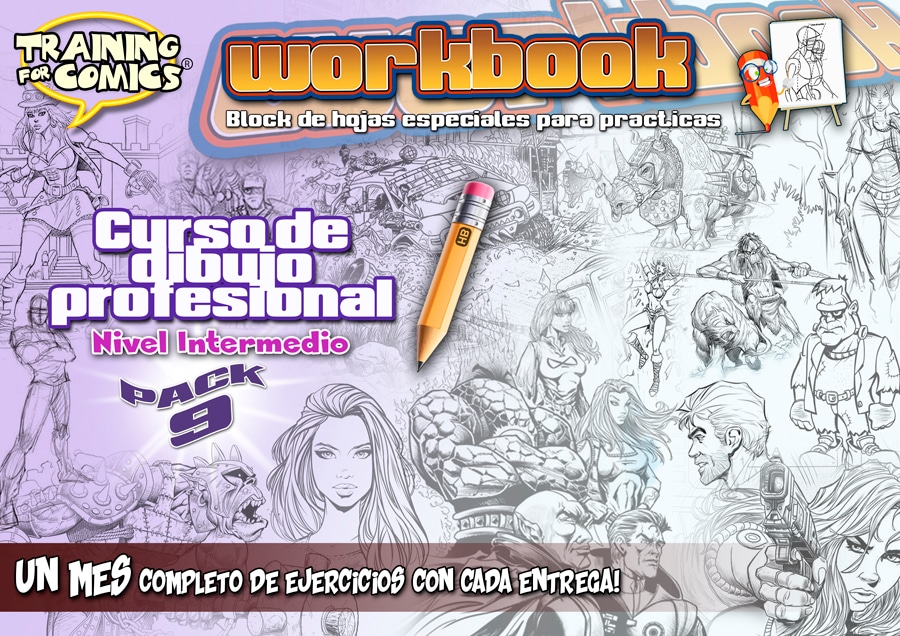 TRAINING
FOR COMICS®
workbook
Block de hojas especiales para practicas
Curso de
dibujo
profesional
Nivel Intermedio
PACK
9
HB
UN MES COMPLETO DE EJERCICIOS CON CADA ENTREGA!